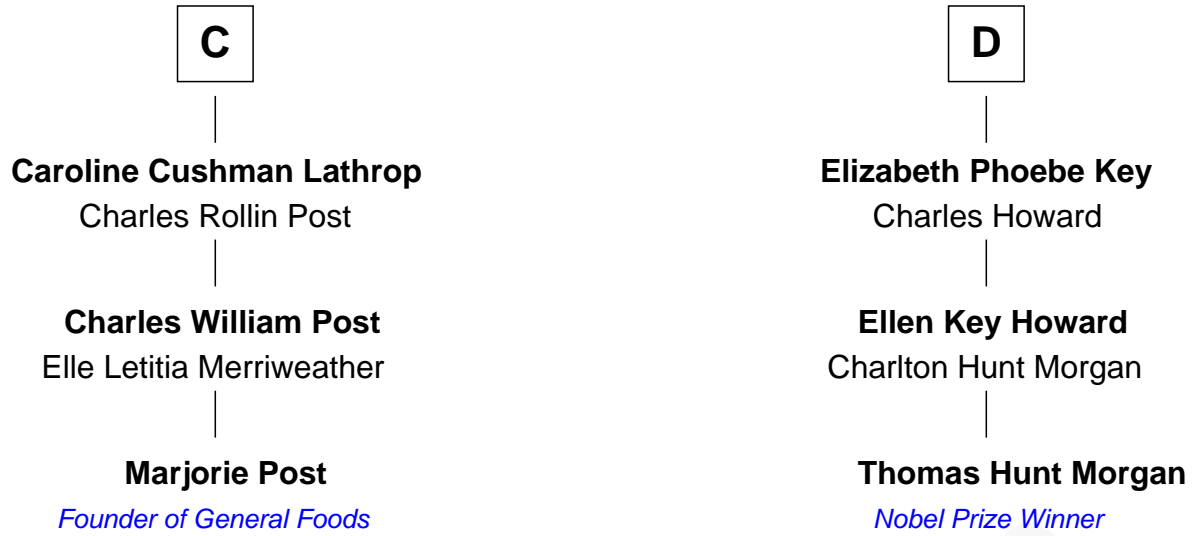 C
Caroline Cushman Lathrop
Charles Rollin Post
Charles William Post
Elle Letitia Merriweather
Marjorie Post
Founder of General Foods
D
Elizabeth Phoebe Key
Charles Howard
Ellen Key Howard
Charlton Hunt Morgan
Thomas Hunt Morgan
Nobel Prize Winner